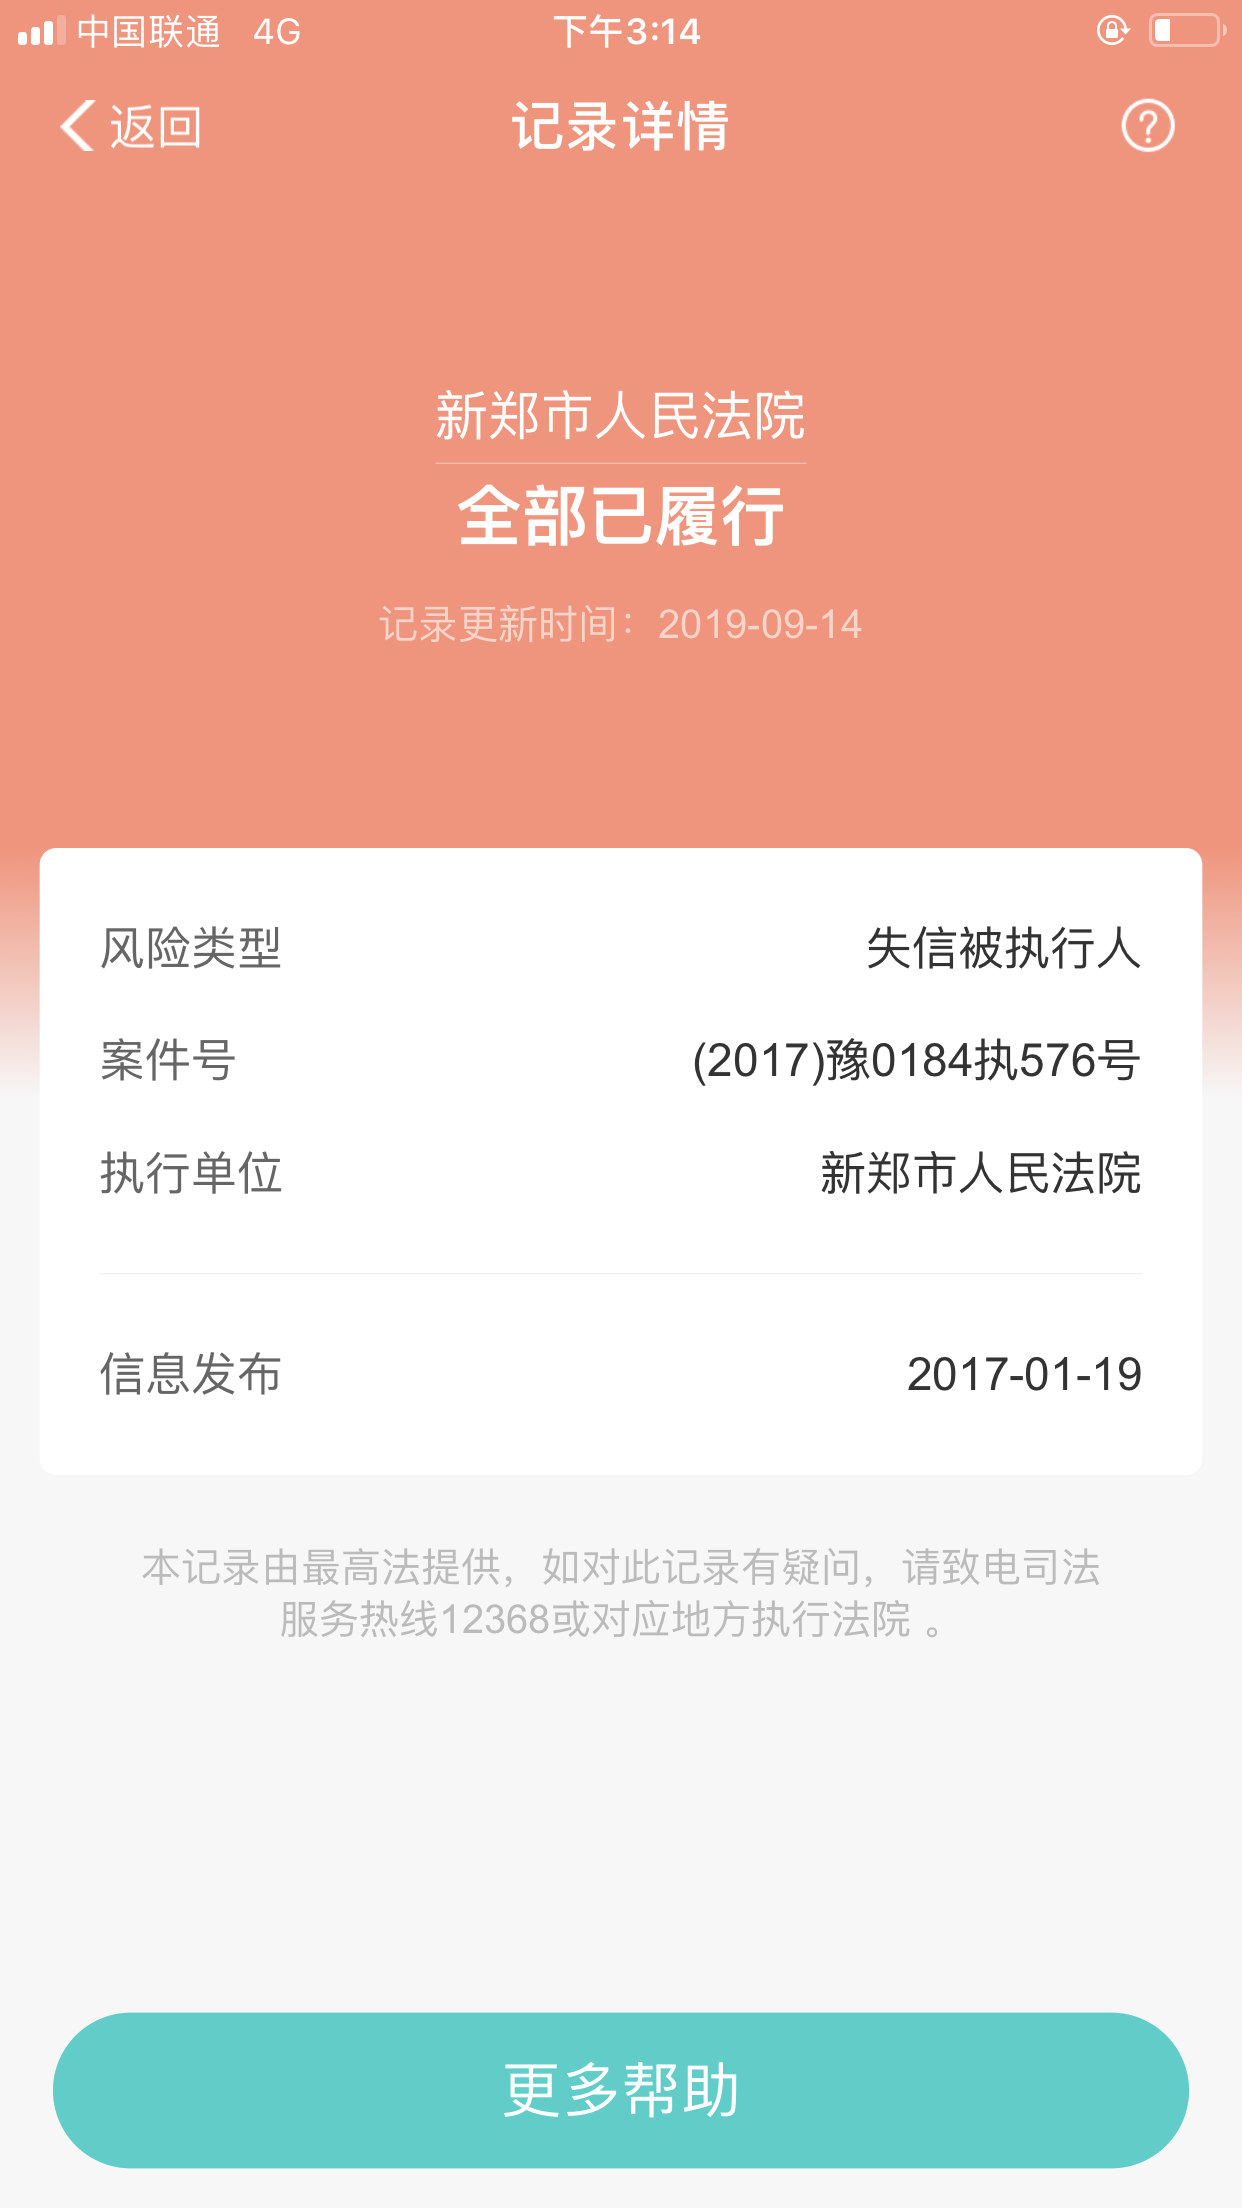 中国联通 4G 下午3:14
返回 记录详情
新郑市人民法院
全部已履行
记录更新时间：2019-09-14
风险类型 失信被执行人
案件号 (2017)豫0184执576号
执行单位 新郑市人民法院
信息发布 2017-01-19
本记录由最高法提供，如对此记录有疑问，请致电司法
服务热线12368或对应地方执行法院 。
更多帮助